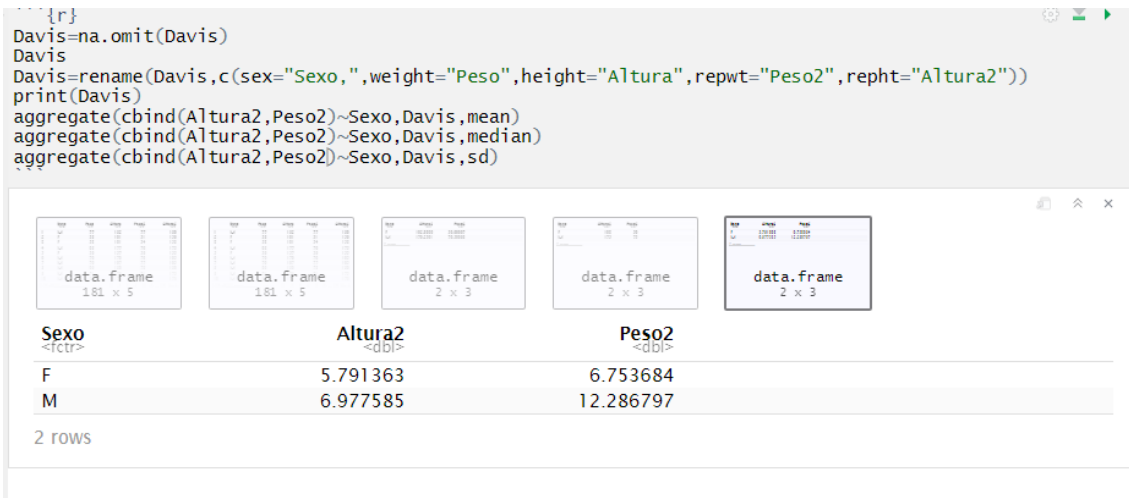 ```{r}
Davis=na.omit(Davis)
Davis
Davis=rename(Davis,c(sex="Sexo,",weight="Peso",height="Altura",repwt="Peso2",repht="Altura2"))
print(Davis)
aggregate(cbind(Altura2,Peso2)~Sexo,Davis,mean)
aggregate(cbind(Altura2,Peso2)~Sexo,Davis,median)
aggregate(cbind(Altura2,Peso2)~Sexo,Davis,sd)
```
data.frame data.frame data.frame data.frame data.frame
181 x 5 181 x 5 2 x 3 2 x 3 2 x 3
Sexo Altura2 Peso2
<fctr> <dbl> <dbl>
F 5.791363 6.753684
M 6.977585 12.286797
2 rows